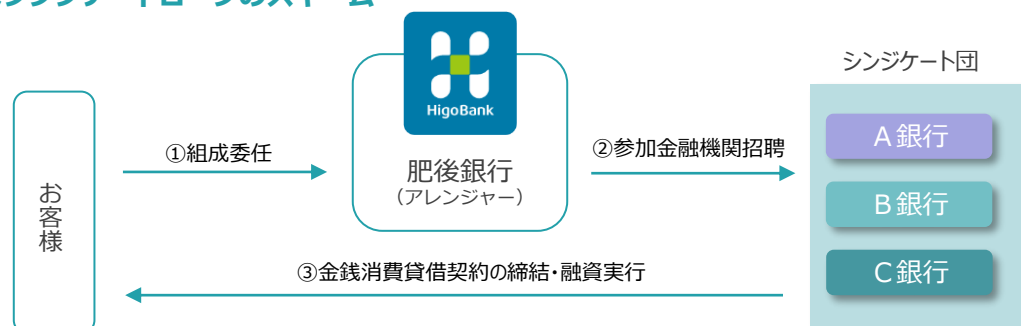 シンジケート団
HigoBank
A銀行
①組成委任
②参加金融機関招聘
肥後銀行
(アレンジャー)
お客様
B銀行
③金銭消費貸借契約の締結・融資実行
C銀行